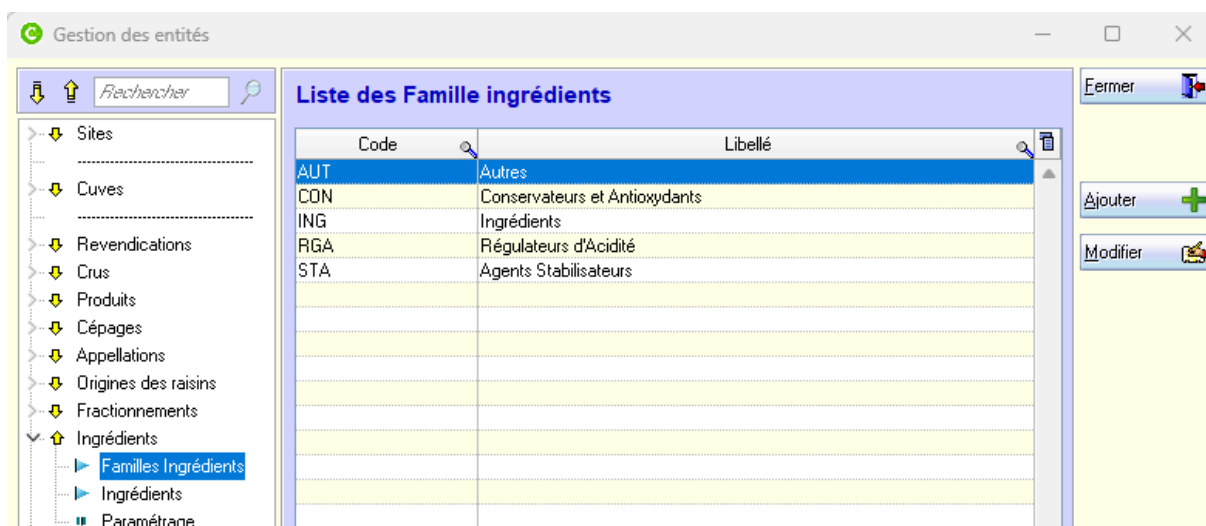 Gestion des entités
Rechercher
Sites
Cuves
Revendications
Crus
Produits
Cépages
Appellations
Origines des raisins
Fractionnements
Ingrédients
Familles Ingrédients
Ingrédients
Paramétrage
Liste des Famille ingrédients
Code Libellé
AUT Autres
CON Conservateurs et Antioxydants
ING Ingrédients
RGA Régulateurs d'Acidité
STA Agents Stabilisateurs
Fermer
Ajouter
Modifier